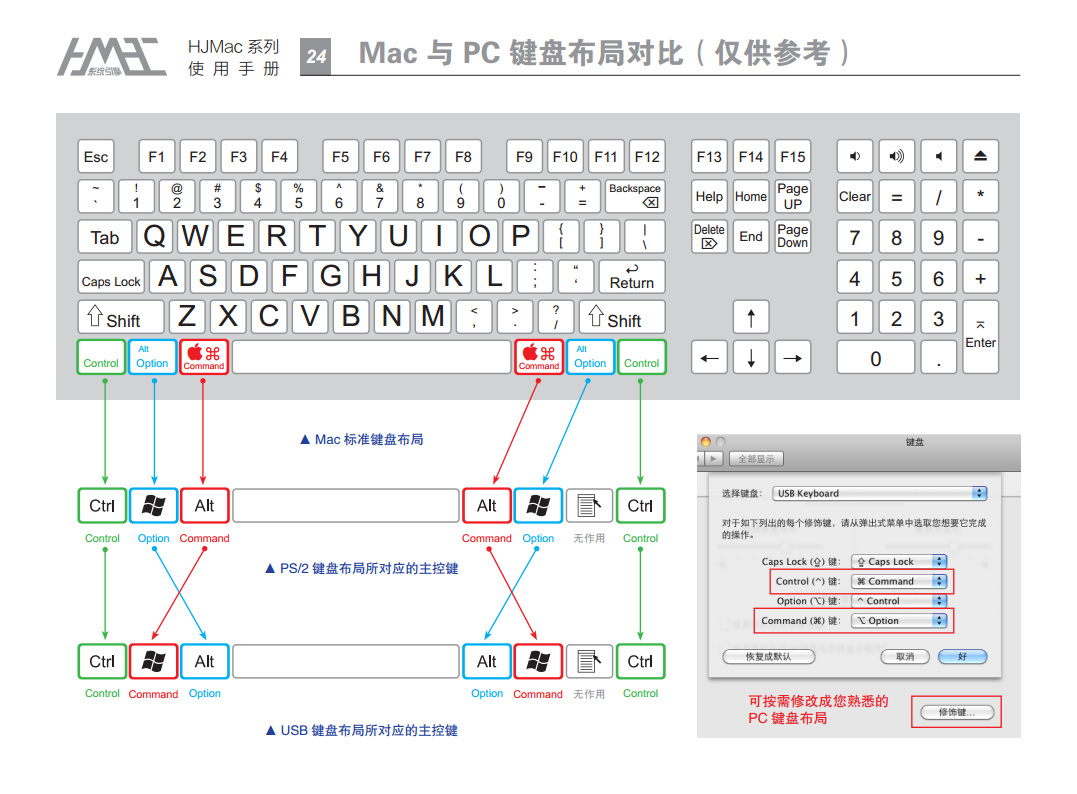 HMEC
系统引擎
HJMac 系列
使用手册
24
Mac 与 PC 键盘布局对比（仅供参考）
Esc F1 F2 F3 F4 F5 F6 F7 F8 F9 F10 F11 F12 F13 F14 F15
~ ! @ # $ % ^ & * ( ) – + Backspace
` 1 2 3 4 5 6 7 8 9 0 - = Help Home Page UP Clear = / *
Tab Q W E R T Y U I O P { [ } ] | \ Delete End Page Down 7 8 9 -
Caps Lock A S D F G H J K L : ; “ ‘ Return 4 5 6 +
Shift Z X C V B N M < , > . ? / Shift ↑ 1 2 3 Enter
Control Alt Option ⌘ Command ⌘ Command Alt Option Control ← ↓ → 0 .
▲ Mac 标准键盘布局
Ctrl Alt Alt Ctrl
Control Option Command Command Option 无作用 Control
▲ PS/2 键盘布局所对应的主控键
Ctrl Alt Alt Ctrl
Control Command Option Option Command 无作用 Control
▲ USB 键盘布局所对应的主控键
键盘
全部显示
选择键盘： USB Keyboard
对于如下列出的每个修饰键，请从弹出式菜单中选取您想要它完成
的操作。
Caps Lock (⇪) 键： ⇪ Caps Lock
Control (^) 键： ⌘ Command
Option (⌥) 键： ^ Control
Command (⌘) 键： ⌥ Option
恢复成默认 取消 好
可按需修改成您熟悉的
PC 键盘布局
修饰键...